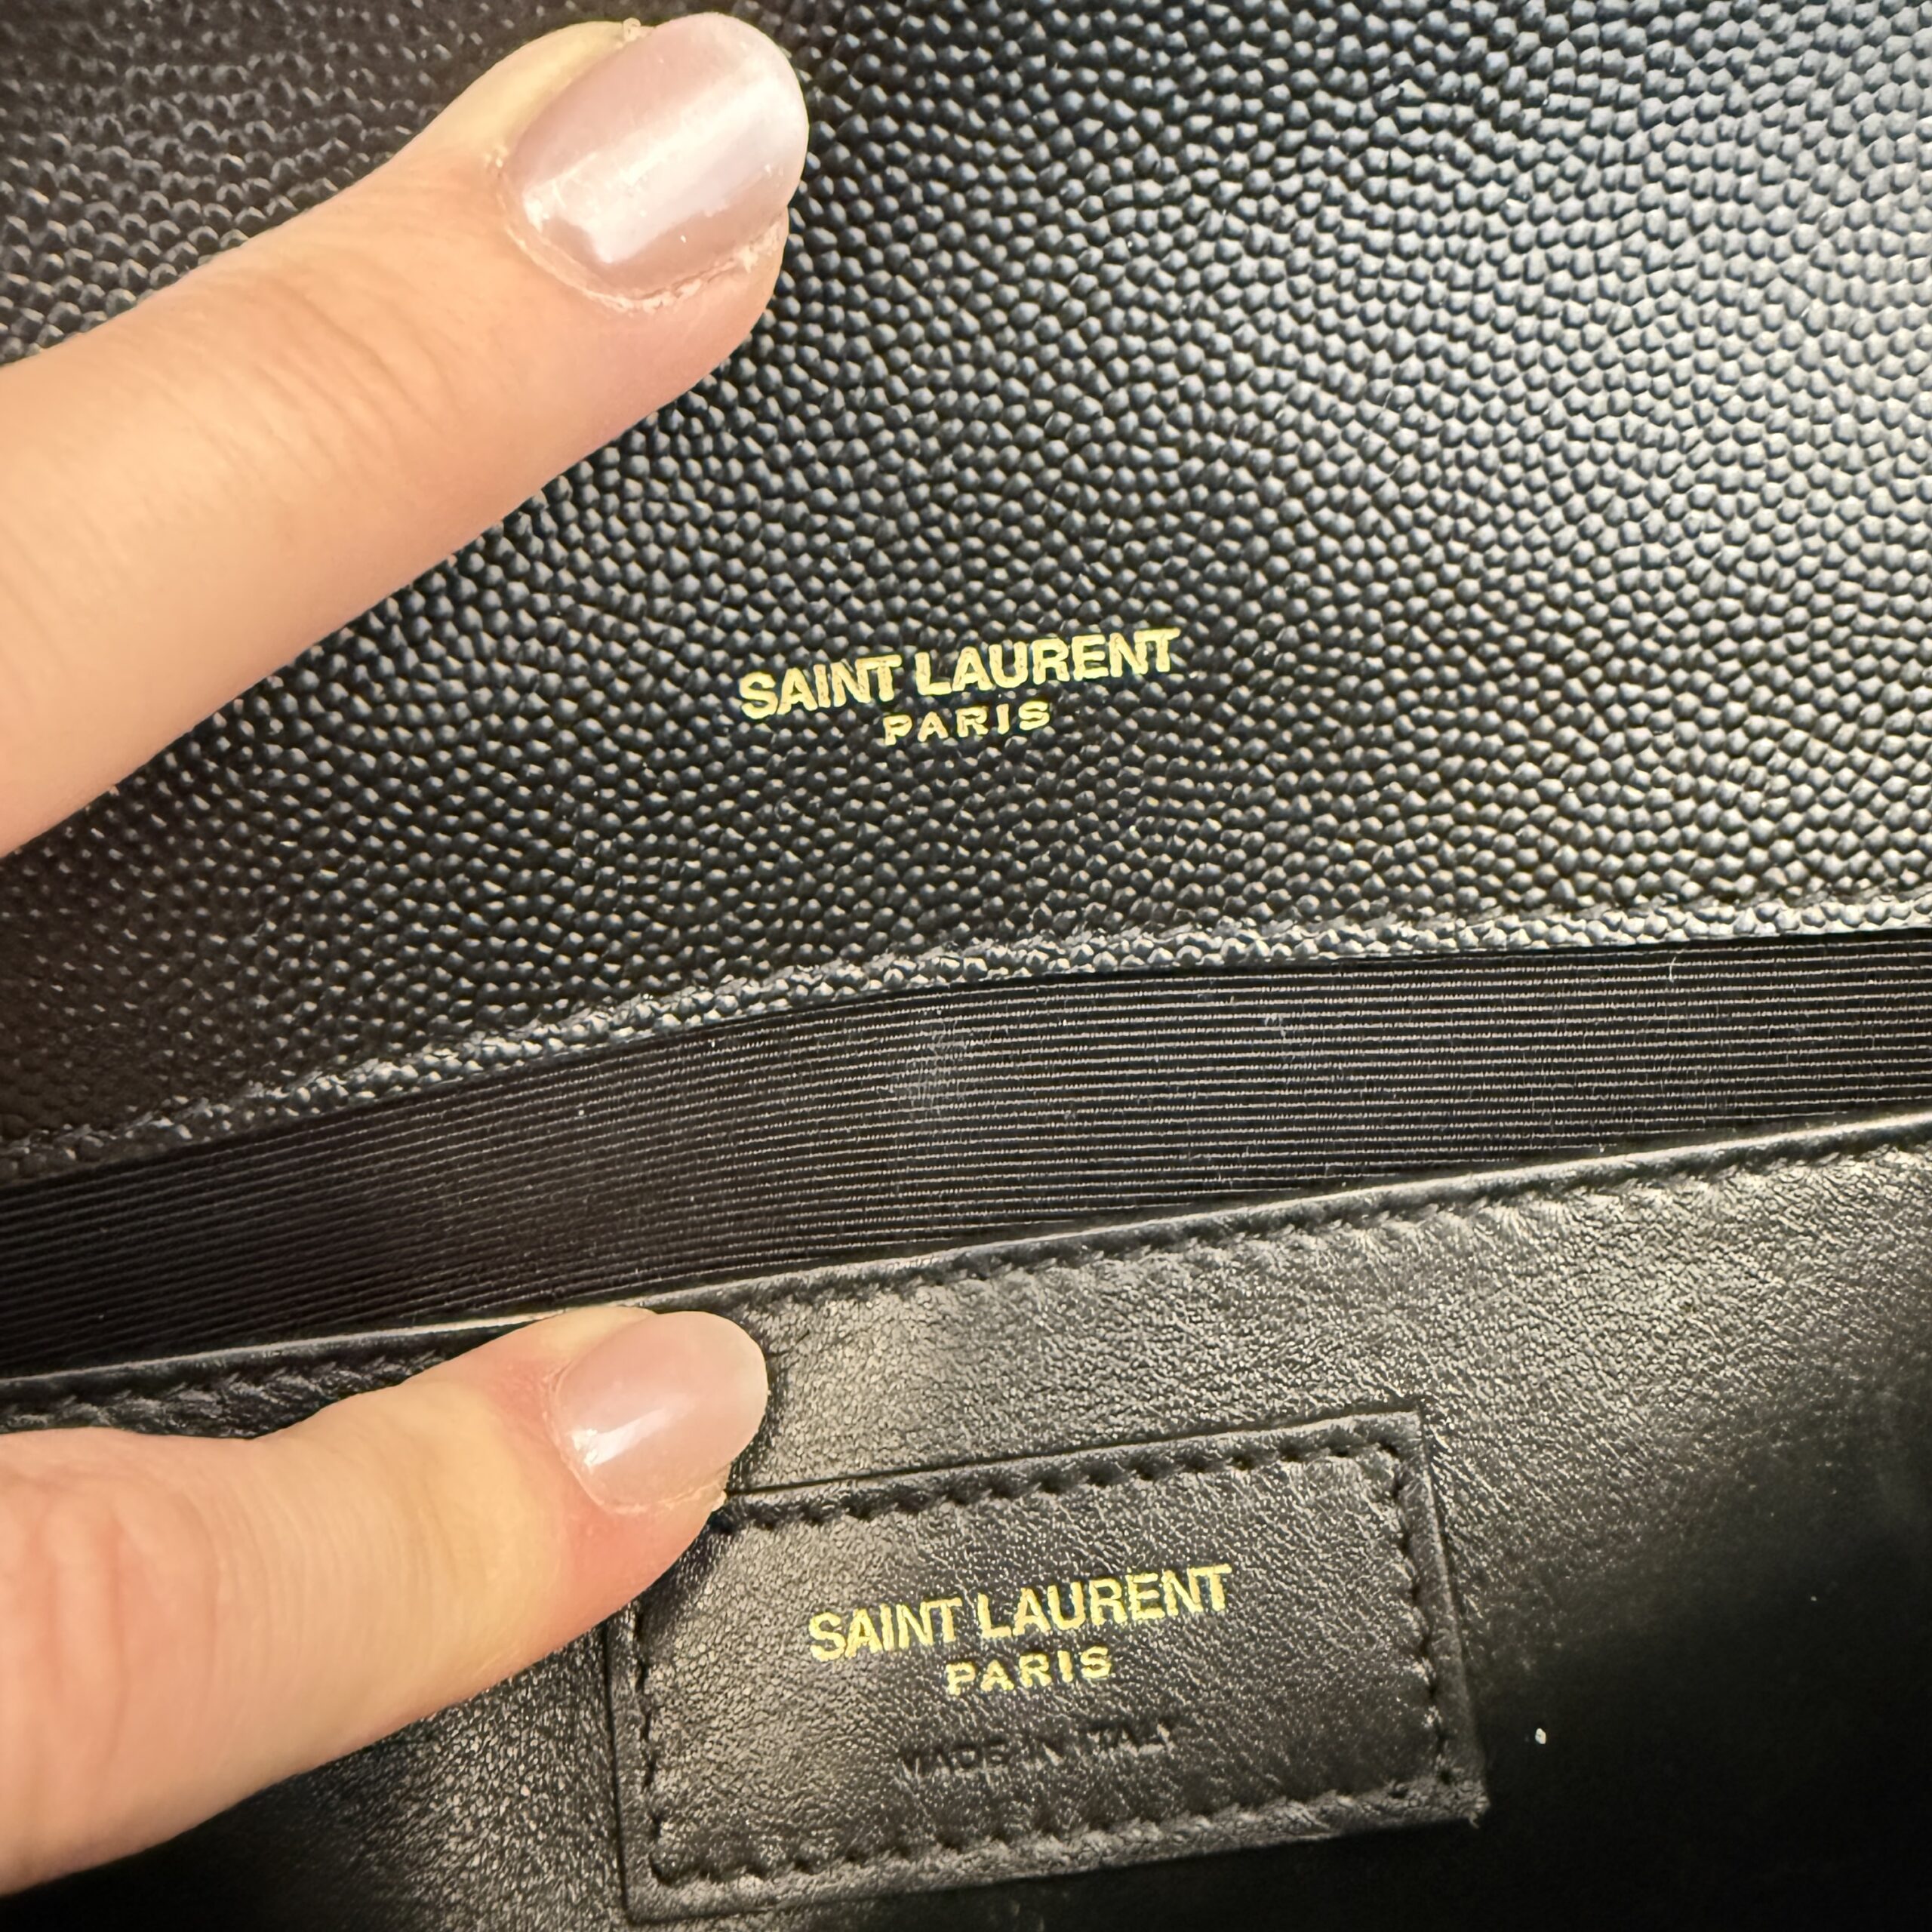 SAINT LAURENT
PARIS
SAINT LAURENT
PARIS
MADE IN ITALY